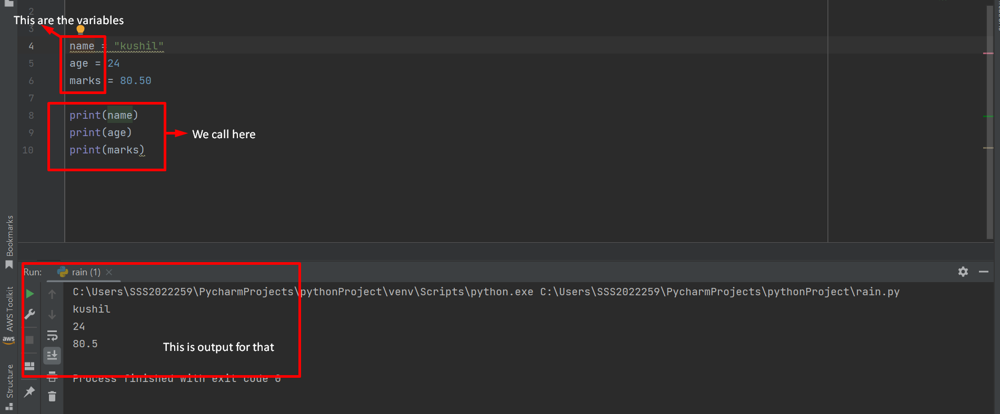 2
This are the variables
3
4 name = "kushil"
5 age = 24
6 marks = 80.50
7
8 print(name)
9 print(age)
We call here
10 print(marks)
Bookmarks
AWS Toolkit
aws
Structure
Run: rain (1)
C:\Users\SSS2022259\PycharmProjects\pythonProject\venv\Scripts\python.exe C:\Users\SSS2022259\PycharmProjects\pythonProject\rain.py
kushil
24
80.5
This is output for that
Process finished with exit code 0